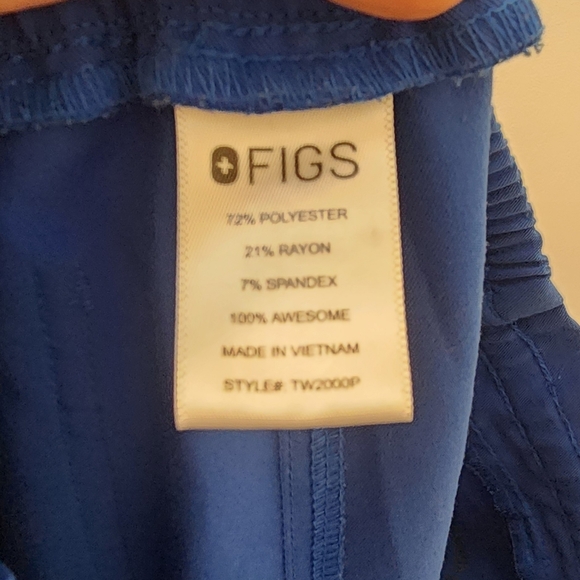 FIGS
72% POLYESTER
21% RAYON
7% SPANDEX
100% AWESOME
MADE IN VIETNAM
STYLE# TW2000P